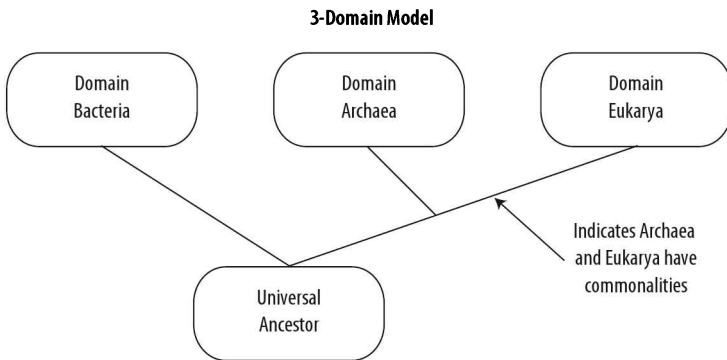 3-Domain Model
Domain
Bacteria
Domain
Archaea
Domain
Eukarya
Indicates Archaea
and Eukarya have
commonalities
Universal
Ancestor